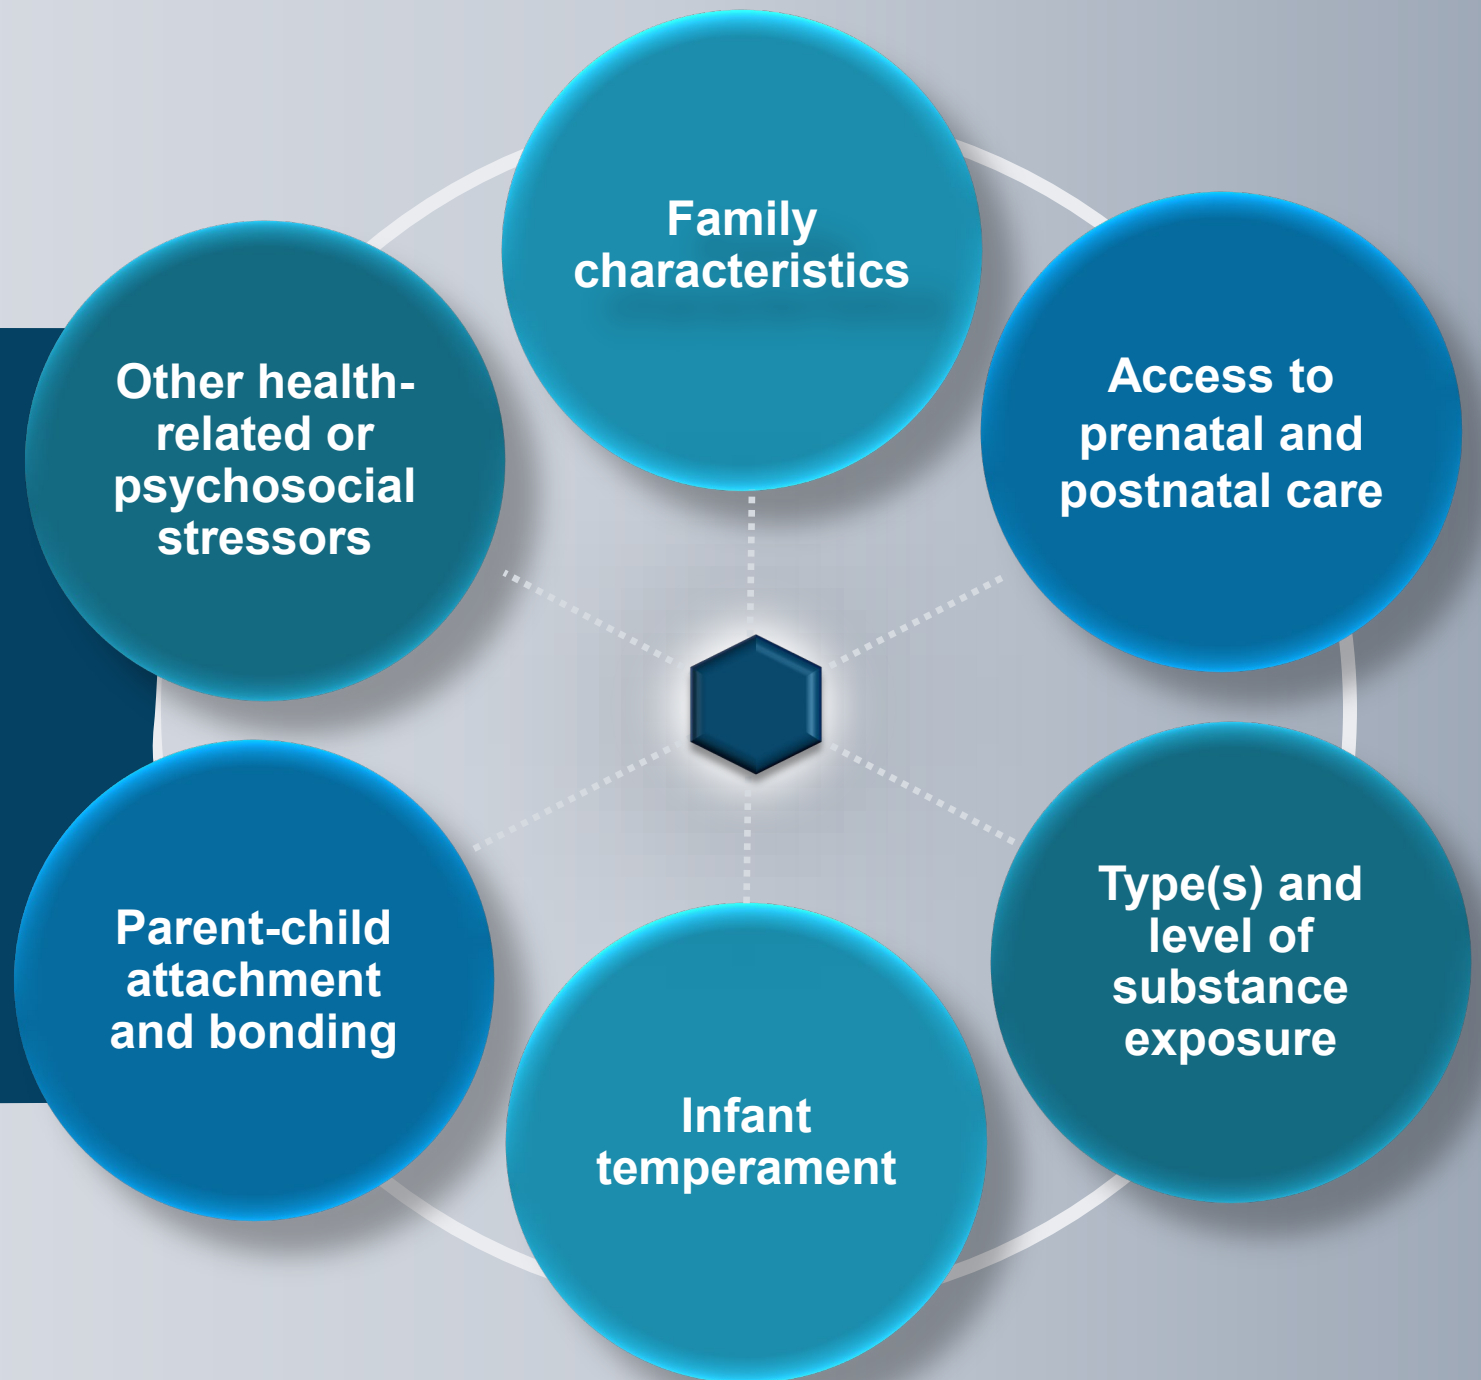 Family
characteristics
Access to
prenatal and
postnatal care
Type(s) and
level of
substance
exposure
Infant
temperament
Parent-child
attachment
and bonding
Other health-
related or
psychosocial
stressors